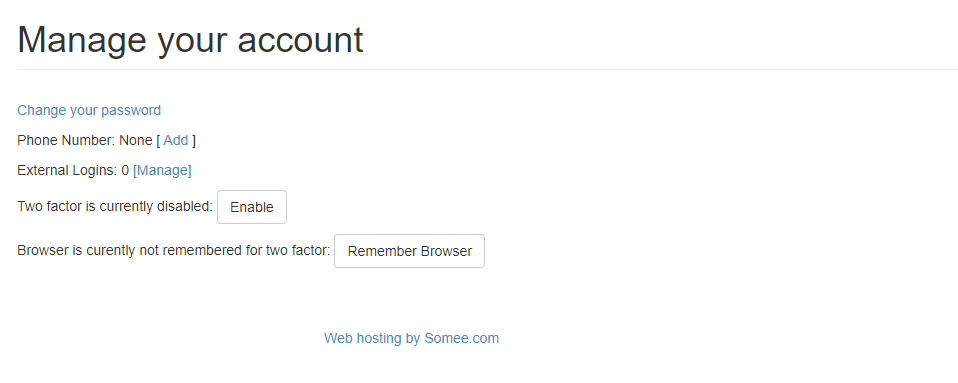 Manage your account
Change your password
Phone Number: None [ Add ]
External Logins: 0 [Manage]
Two factor is currently disabled: Enable
Browser is curently not remembered for two factor: Remember Browser
Web hosting by Somee.com